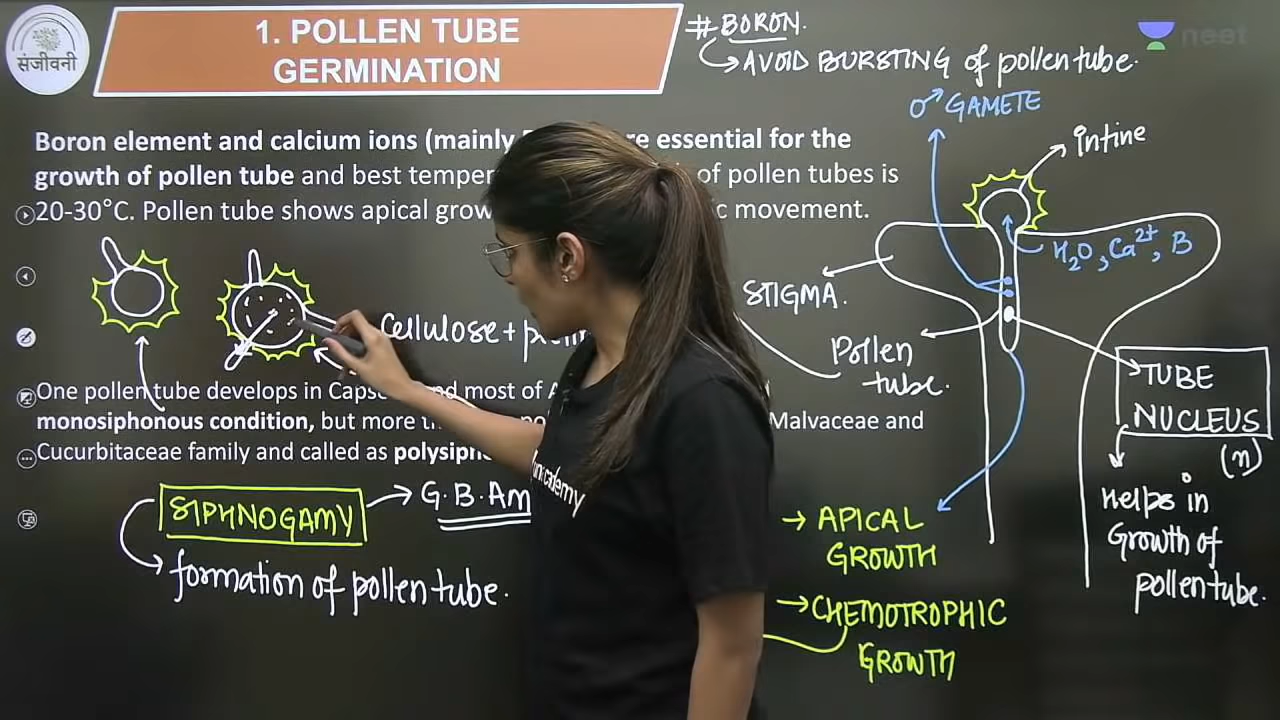 संजीवनी
1. POLLEN TUBE
GERMINATION
# BORON.
AVOID BURSTING of pollen tube.
neet
♂ GAMETE
Intine
Boron element and calcium ions (mainly re essential for the
growth of pollen tube and best temper of pollen tubes is
20-30°C. Pollen tube shows apical grow c movement.
H₂O, Ca²⁺, B
STIGMA.
Cellulose +
Pollen
tube.
TUBE
NUCLEUS
(n)
One pollen tube develops in Caps nd most of
monosiphonous condition, but more Malvaceae and
Cucurbitaceae family and called as
SIPHNOGAMY
G.B.Am
formation of pollen tube.
unacademy
→ APICAL
GROWTH
→ CHEMOTROPHIC
GROWTH
Helps in
Growth of
pollen tube.